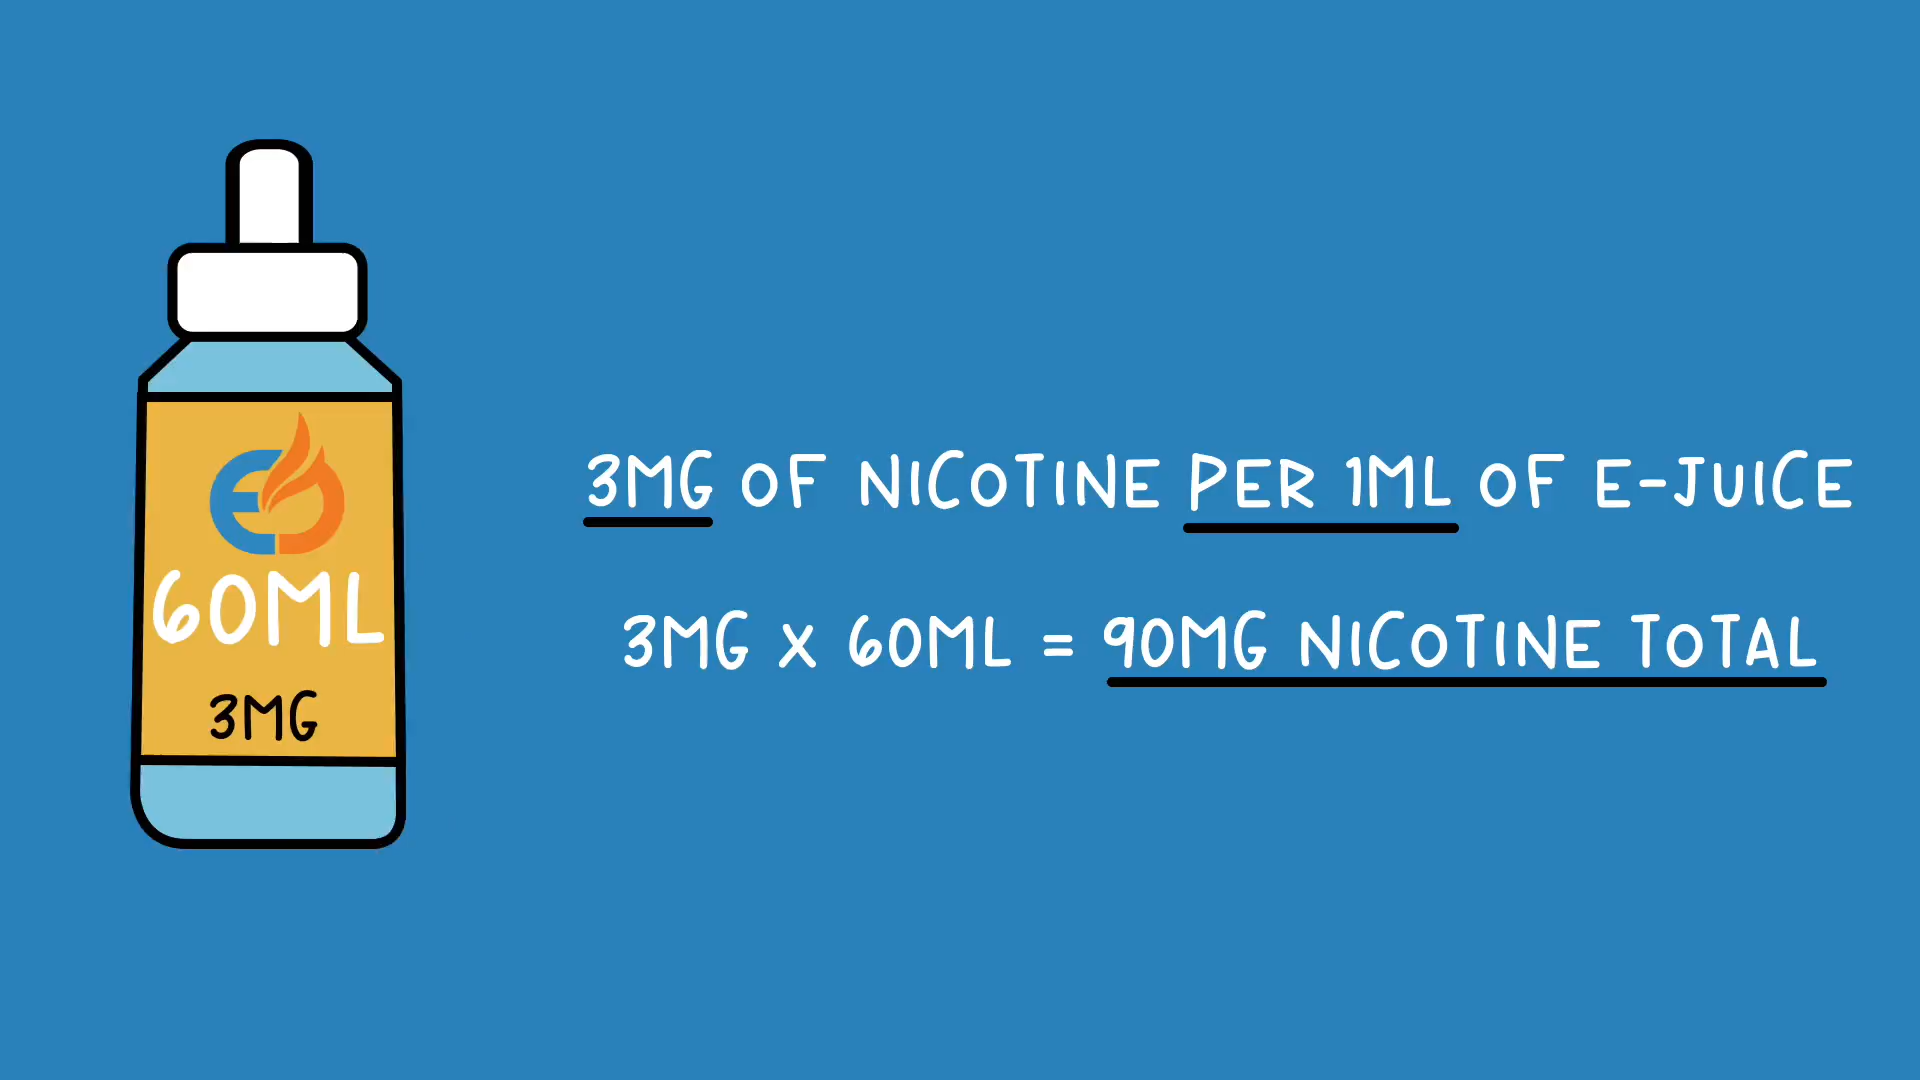 60ML
3MG
3MG OF NICOTINE PER 1ML OF E-JUICE
3MG X 60ML = 90MG NICOTINE TOTAL